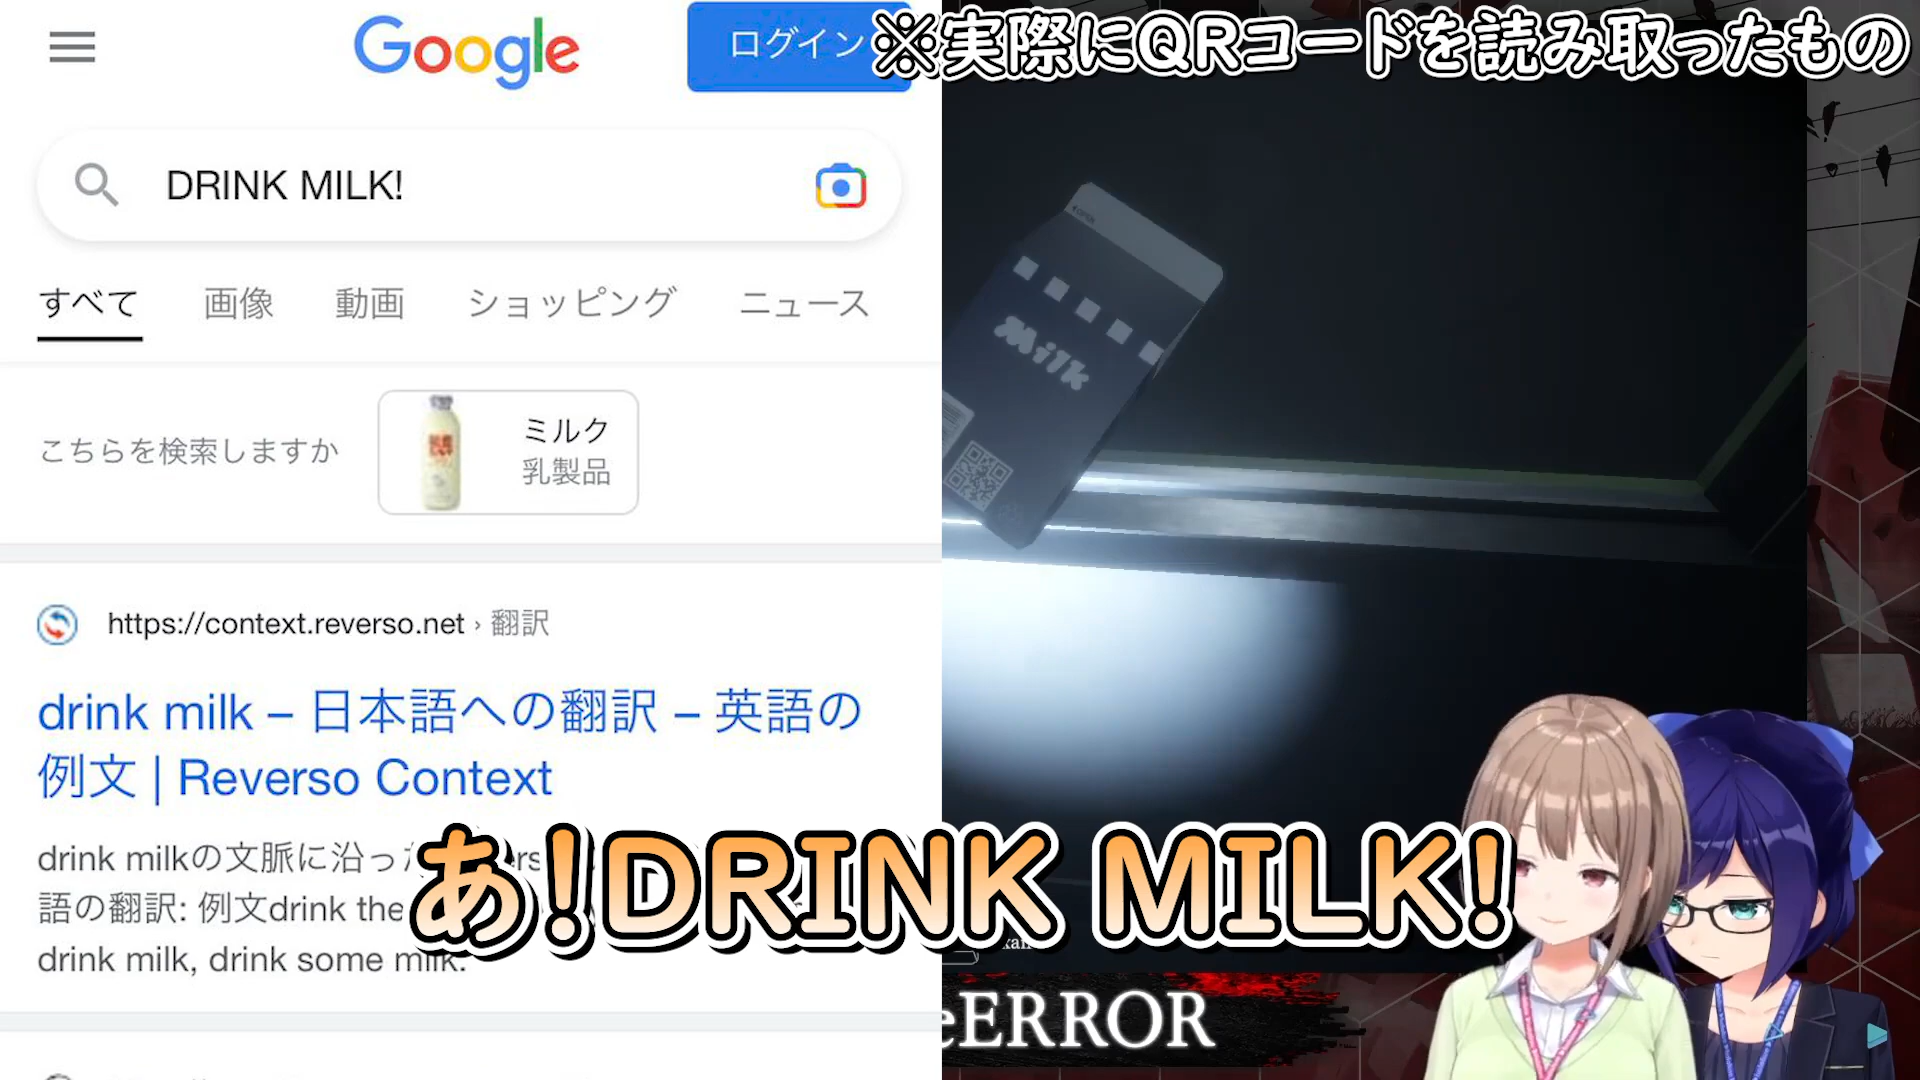 Google
ログイン
※実際にQRコードを読み取ったもの
DRINK MILK!
すべて 画像 動画 ショッピング ニュース
こちらを検索しますか
ミルク
乳製品
OPEN
Milk
https://context.reverso.net › 翻訳
drink milk – 日本語への翻訳 – 英語の
例文 | Reverso Context
drink milkの文脈に沿った
語の翻訳: 例文drink the
drink milk, drink some milk.
あ!DRINK MILK!
eERROR